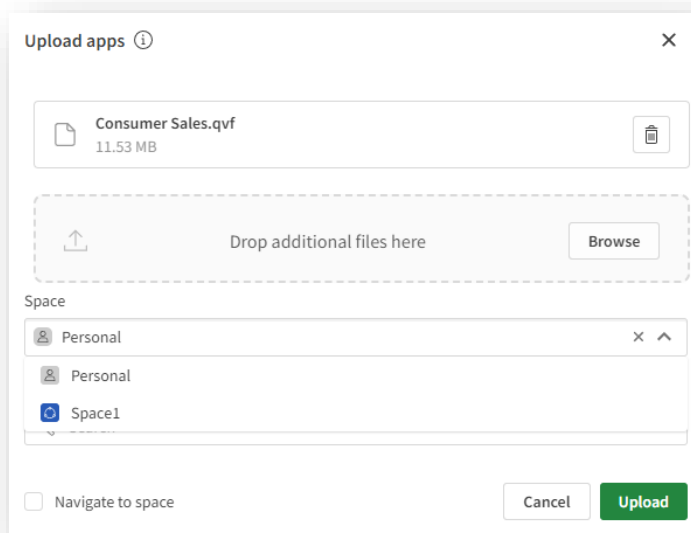 Upload apps
Consumer Sales.qvf
11.53 MB
Drop additional files here
Browse
Space
Personal
Personal
Space1
Navigate to space
Cancel
Upload